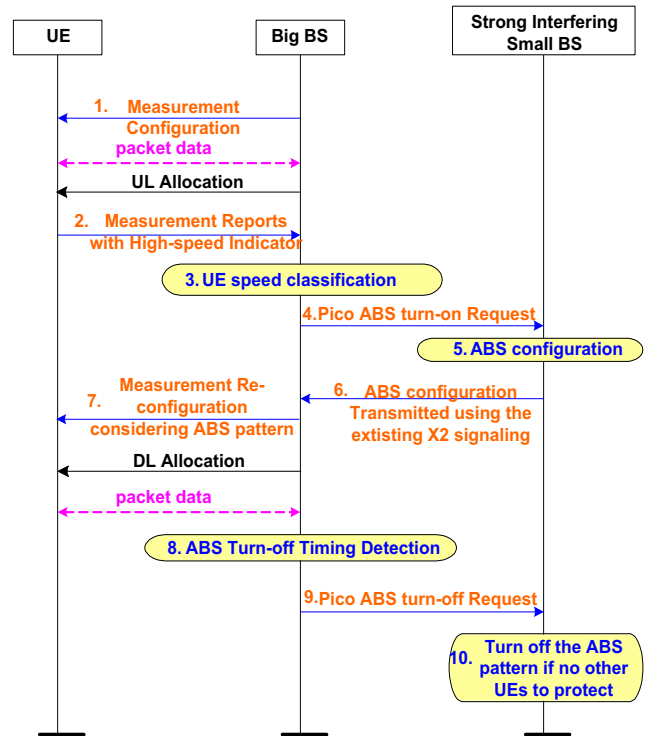 UE
Big BS
Strong Interfering
Small BS
1. Measurement
Configuration
packet data
UL Allocation
2. Measurement Reports
with High-speed Indicator
3. UE speed classification
4.Pico ABS turn-on Request
5. ABS configuration
7. Measurement Re-
configuration
considering ABS pattern
6. ABS configuration
Transmitted using the
extisting X2 signaling
DL Allocation
packet data
8. ABS Turn-off Timing Detection
9.Pico ABS turn-off Request
10. Turn off the ABS
pattern if no other
UEs to protect